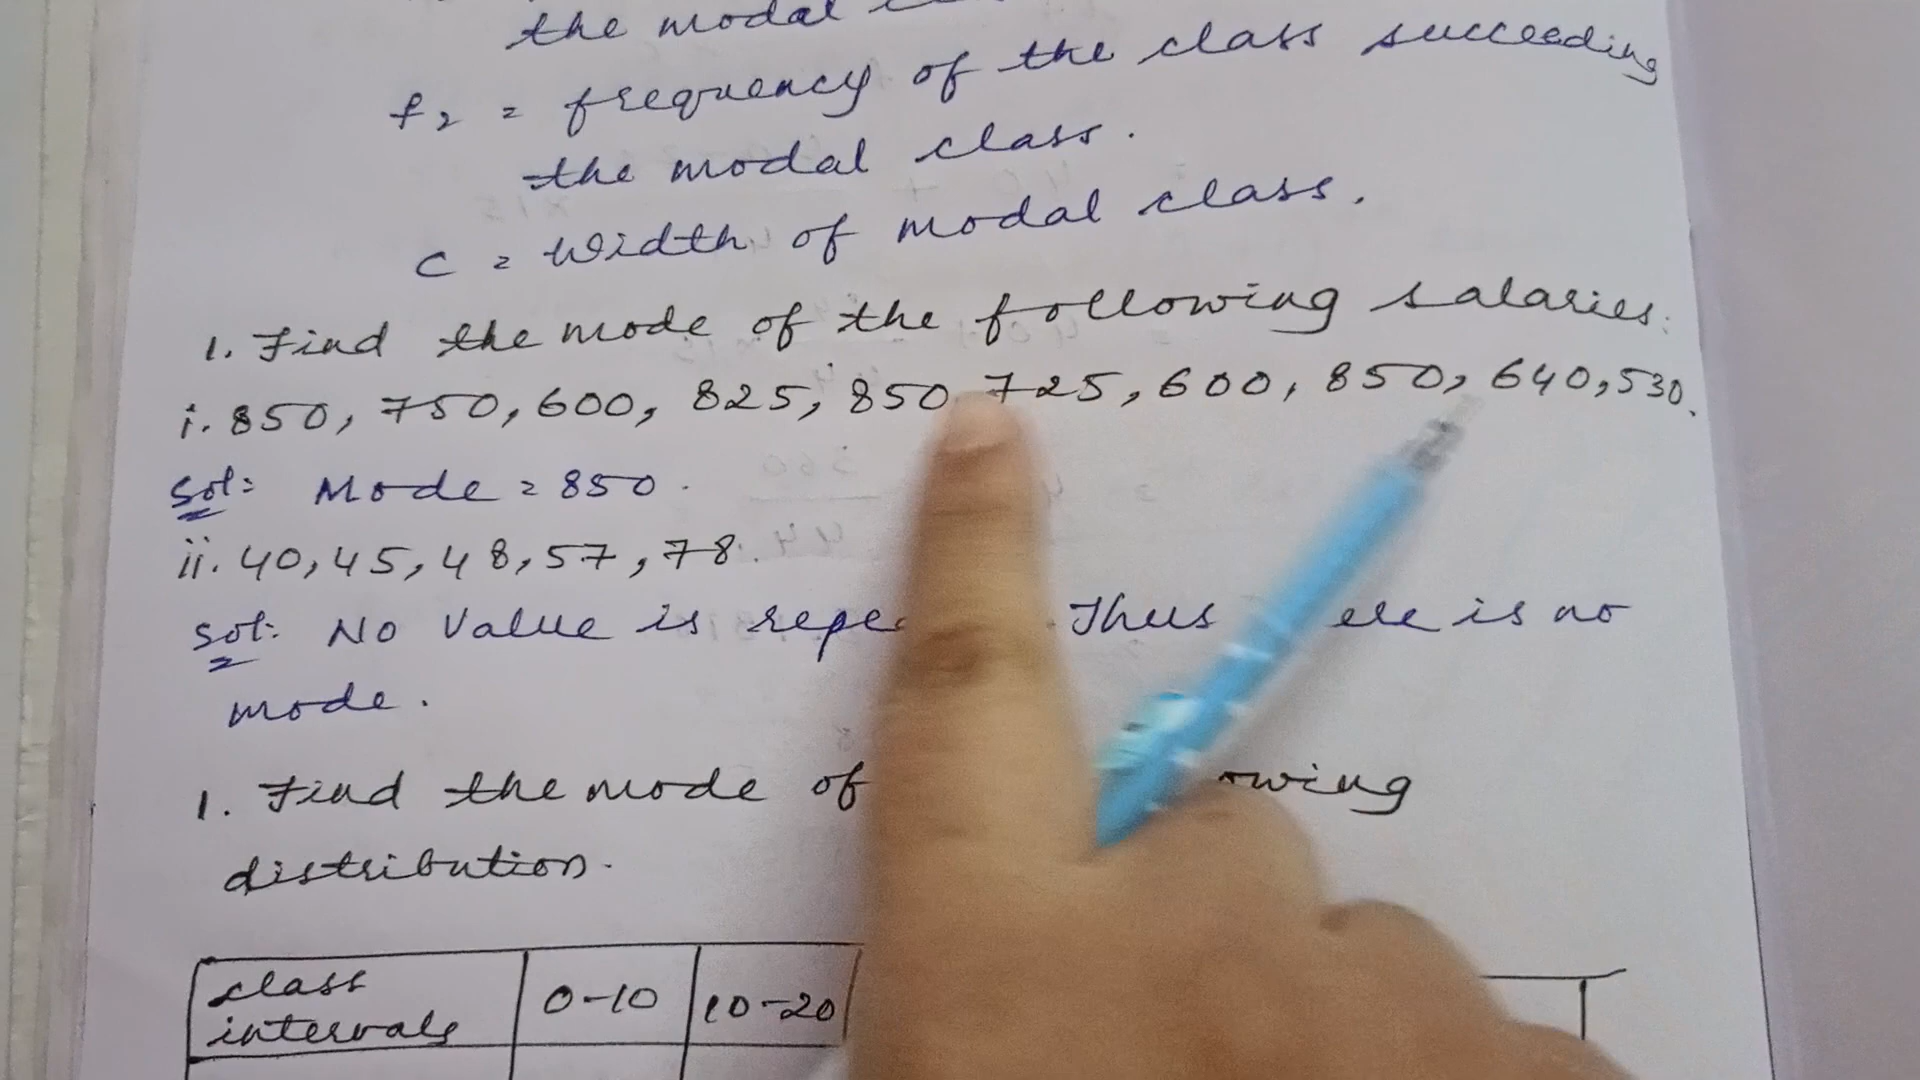 the modal
f2 = frequency of the class succeeding
the modal class.
c = width of modal class.
1. Find the mode of the following salaries:
i. 850, 750, 600, 825, 850, 725, 600, 850, 640, 530.
Sol: Mode = 850.
ii. 40, 45, 48, 57, 78.
Sol: No value is Thus is no
mode.
1. Find the mode of
distribution.
class 0-10 10-20
intervals